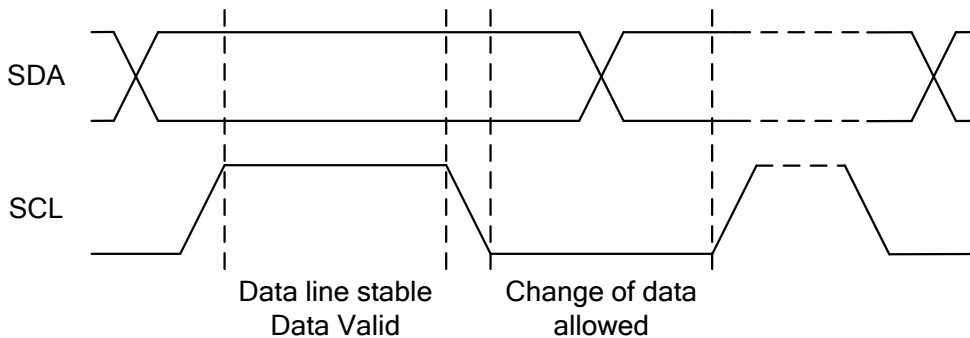 SDA
SCL
Data line stable
Data Valid
Change of data
allowed